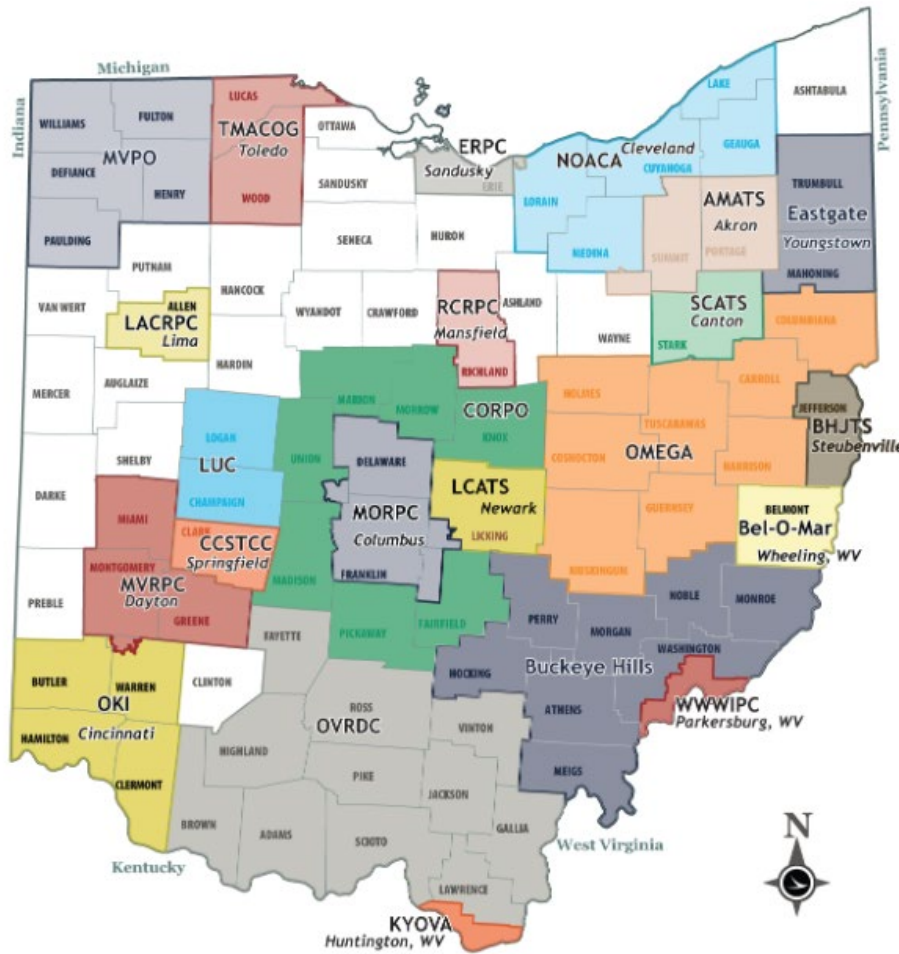 Michigan
Indiana
Pennsylvania
LAKE
ASHTABULA
LUCAS
FULTON
WILLIAMS
TMACOG
Toledo
OTTAWA
ERPC
Sandusky
ERIE
NOACA
Cleveland
CUYAHOGA
GEAUGA
MVPO
DEFIANCE
HENRY
WOOD
SANDUSKY
LORAIN
AMATS
Akron
TRUMBULL
Eastgate
Youngstown
PAULDING
SENECA
HURON
MEDINA
SUMMIT
PORTAGE
MAHONING
PUTNAM
HANCOCK
VAN WERT
ALLEN
LACRPC
Lima
WYANDOT
CRAWFORD
RCRPC
Mansfield
RICHLAND
ASHLAND
WAYNE
SCATS
Canton
STARK
COLUMBIANA
HARDIN
MERCER
AUGLAIZE
MARION
MORROW
CORPO
KNOX
HOLMES
CARROLL
TUSCARAWAS
JEFFERSON
BHJTS
Steubenville
LOGAN
LUC
CHAMPAIGN
UNION
DELAWARE
COSHOCTON
OMEGA
HARRISON
SHELBY
DARKE
MIAMI
MORPC
Columbus
FRANKLIN
LCATS
Newark
LICKING
GUERNSEY
BELMONT
Bel-O-Mar
Wheeling, WV
CLARK
CCSTCC
Springfield
MONTGOMERY
MVRPC
Dayton
GREENE
MADISON
MUSKINGUM
PREBLE
PICKAWAY
FAIRFIELD
PERRY
MORGAN
NOBLE
MONROE
FAYETTE
WASHINGTON
HOCKING
Buckeye Hills
BUTLER
WARREN
CLINTON
OKI
Cincinnati
HAMILTON
CLERMONT
ROSS
OVRDC
VINTON
ATHENS
WWWIPC
Parkersburg, WV
HIGHLAND
PIKE
MEIGS
JACKSON
BROWN
ADAMS
SCIOTO
GALLIA
West Virginia
Kentucky
LAWRENCE
KYOVA
Huntington, WV
N